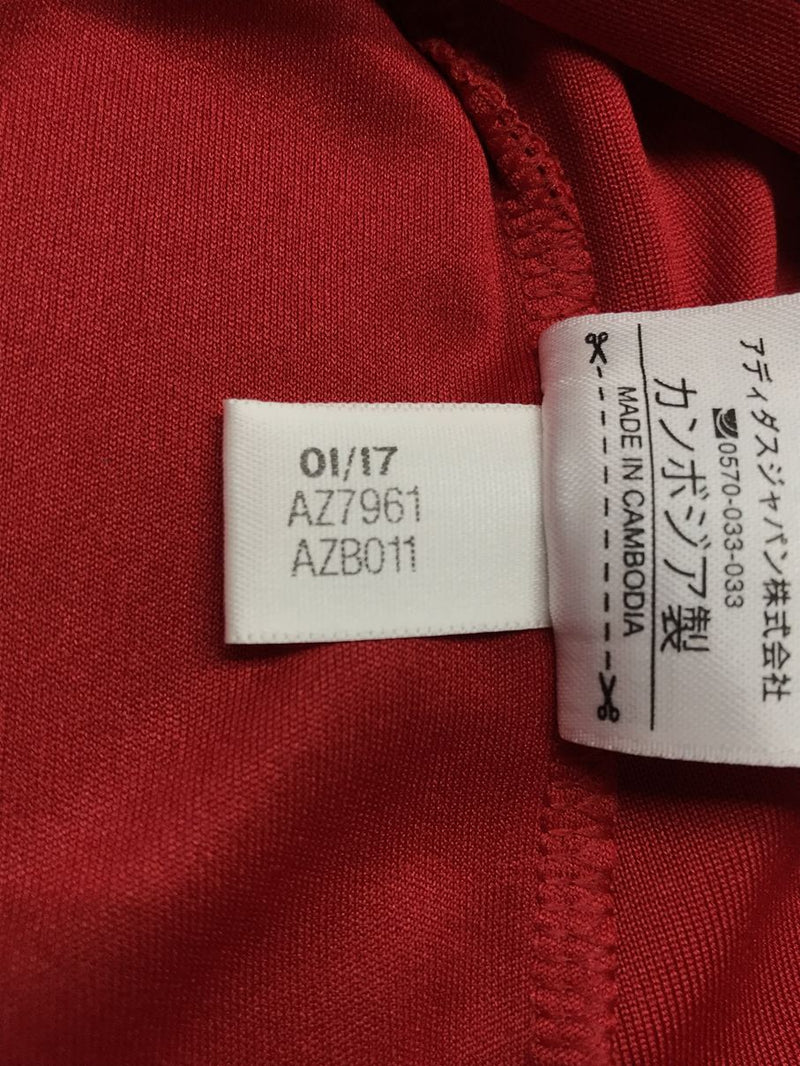 01/17
AZ7961
AZB011
アディダスジャパン株式会社
0570-033-033
カンボジア製
MADE IN CAMBODIA